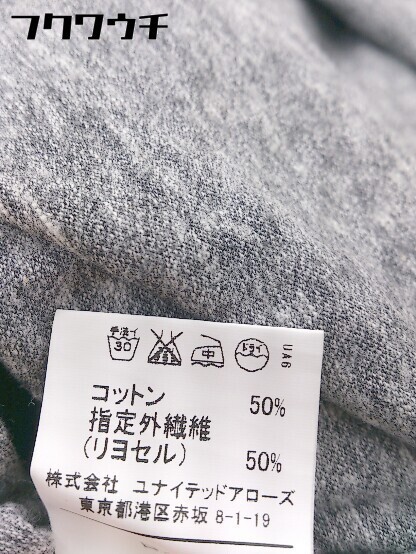 フクワウチ
手洗イ
30
中
ドライ
UA6
コットン 50%
指定外繊維
(リヨセル) 50%
株式会社 ユナイテッドアローズ
東京都港区赤坂 8-1-19